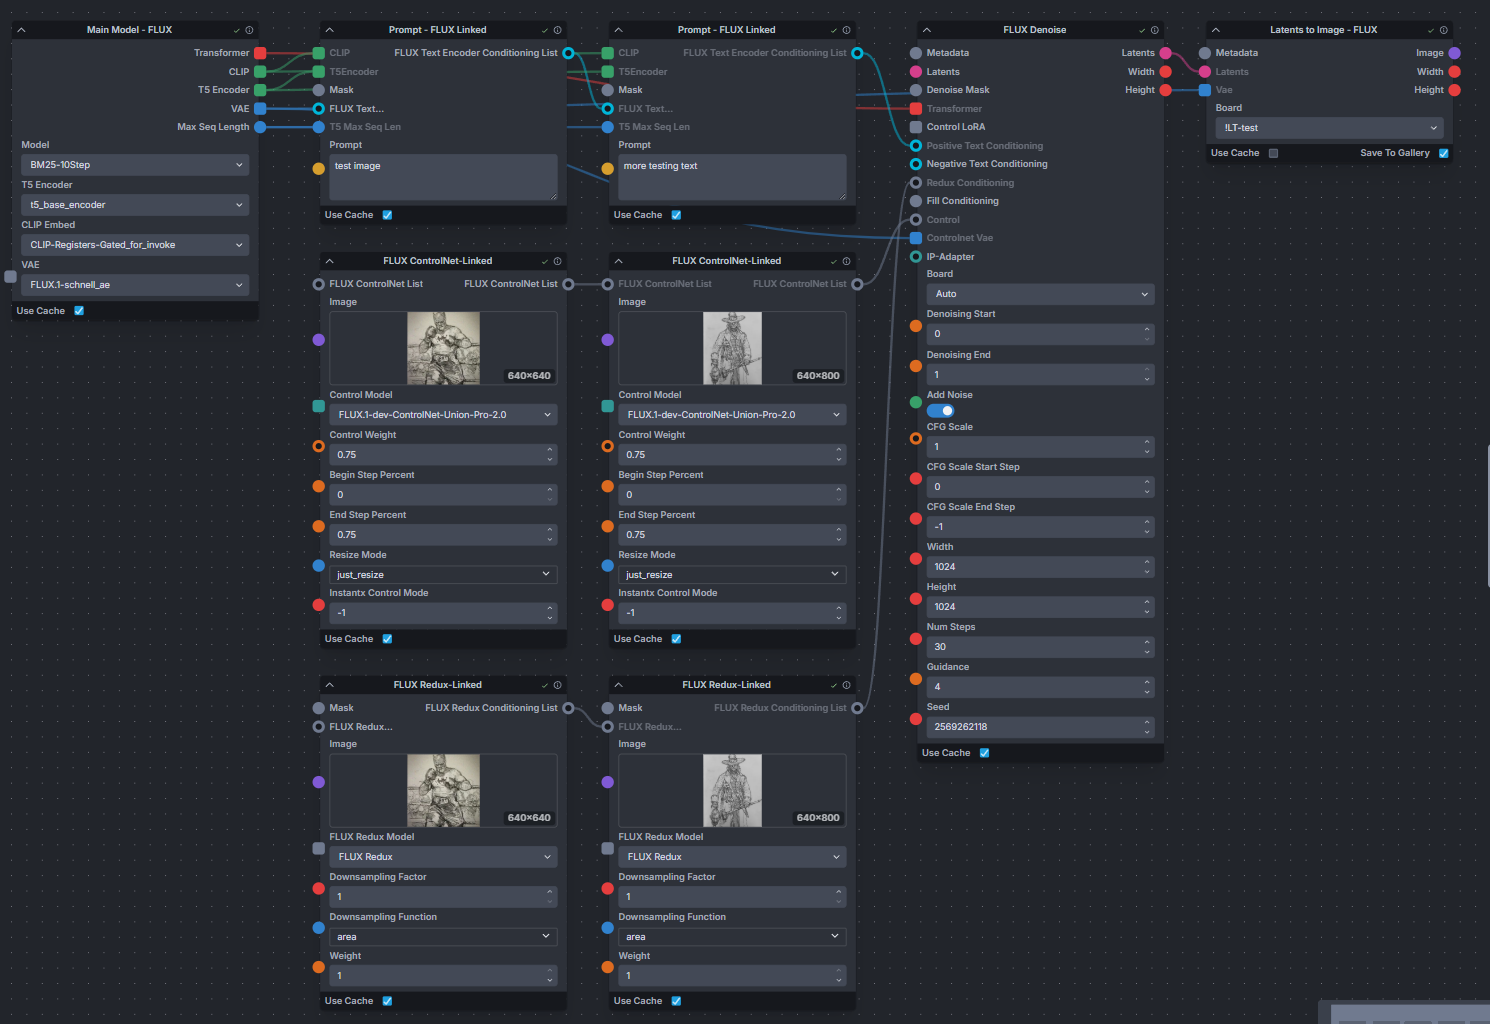 Main Model - FLUX
Transformer
CLIP
T5 Encoder
VAE
Max Seq Length
Model
BM25-10Step
T5 Encoder
t5_base_encoder
CLIP Embed
CLIP-Registers-Gated_for_invoke
VAE
FLUX.1-schnell_ae
Use Cache
Prompt - FLUX Linked
CLIP
FLUX Text Encoder Conditioning List
T5Encoder
Mask
FLUX Text...
T5 Max Seq Len
Prompt
test image
Use Cache
Prompt - FLUX Linked
CLIP
FLUX Text Encoder Conditioning List
T5Encoder
Mask
FLUX Text...
T5 Max Seq Len
Prompt
more testing text
Use Cache
FLUX ControlNet-Linked
FLUX ControlNet List
FLUX ControlNet List
Image
640×640
Control Model
FLUX.1-dev-ControlNet-Union-Pro-2.0
Control Weight
0.75
Begin Step Percent
0
End Step Percent
0.75
Resize Mode
just_resize
Instantx Control Mode
-1
Use Cache
FLUX ControlNet-Linked
FLUX ControlNet List
FLUX ControlNet List
Image
640×800
Control Model
FLUX.1-dev-ControlNet-Union-Pro-2.0
Control Weight
0.75
Begin Step Percent
0
End Step Percent
0.75
Resize Mode
just_resize
Instantx Control Mode
-1
Use Cache
FLUX Redux-Linked
Mask
FLUX Redux Conditioning List
FLUX Redux...
Image
640×640
FLUX Redux Model
FLUX Redux
Downsampling Factor
1
Downsampling Function
area
Weight
1
Use Cache
FLUX Redux-Linked
Mask
FLUX Redux Conditioning List
FLUX Redux...
Image
640×800
FLUX Redux Model
FLUX Redux
Downsampling Factor
1
Downsampling Function
area
Weight
1
Use Cache
FLUX Denoise
Metadata
Latents
Latents
Width
Denoise Mask
Height
Transformer
Control LoRA
Positive Text Conditioning
Negative Text Conditioning
Redux Conditioning
Fill Conditioning
Control
Controlnet Vae
IP-Adapter
Board
Auto
Denoising Start
0
Denoising End
1
Add Noise
CFG Scale
1
CFG Scale Start Step
0
CFG Scale End Step
-1
Width
1024
Height
1024
Num Steps
30
Guidance
4
Seed
2569262118
Use Cache
Latents to Image - FLUX
Metadata
Image
Latents
Width
Vae
Height
Board
!LT-test
Use Cache
Save To Gallery